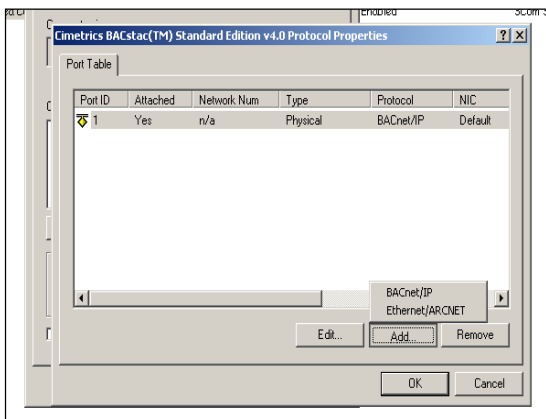 Enabled
Cimetrics BACstac(TM) Standard Edition v4.0 Protocol Properties
Port Table
Port ID Attached Network Num Type Protocol NIC
1 Yes n/a Physical BACnet/IP Default
BACnet/IP
Ethernet/ARCNET
Edit... Add... Remove
OK Cancel